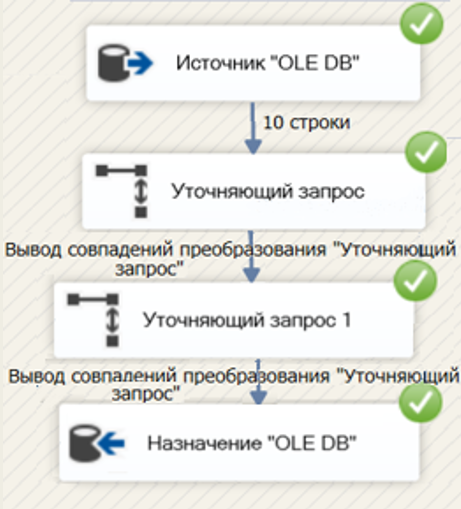 Источник "OLE DB"
10 строки
Уточняющий запрос
Вывод совпадений преобразования "Уточняющий
запрос"
Уточняющий запрос 1
Вывод совпадений преобразования "Уточняющий
запрос"
Назначение "OLE DB"